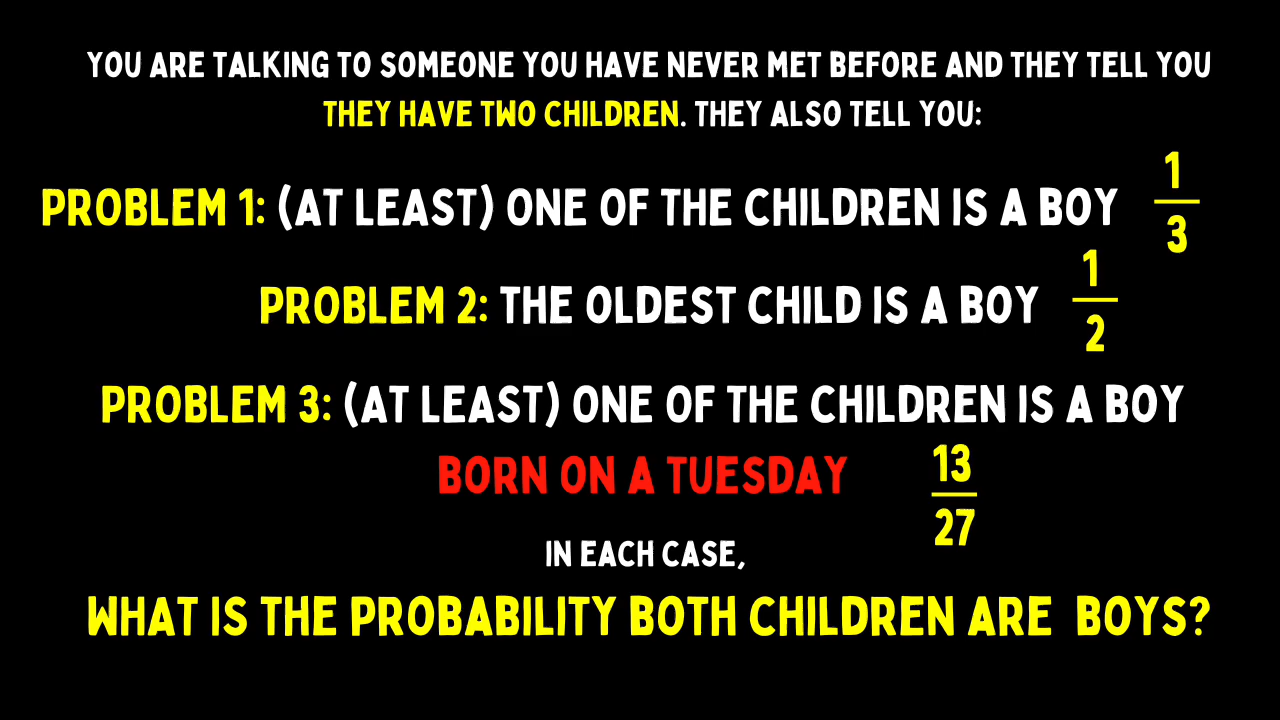 YOU ARE TALKING TO SOMEONE YOU HAVE NEVER MET BEFORE AND THEY TELL YOU
THEY HAVE TWO CHILDREN. THEY ALSO TELL YOU:
PROBLEM 1: (AT LEAST) ONE OF THE CHILDREN IS A BOY
1
3
PROBLEM 2: THE OLDEST CHILD IS A BOY
1
2
PROBLEM 3: (AT LEAST) ONE OF THE CHILDREN IS A BOY
BORN ON A TUESDAY
13
27
IN EACH CASE,
WHAT IS THE PROBABILITY BOTH CHILDREN ARE BOYS?